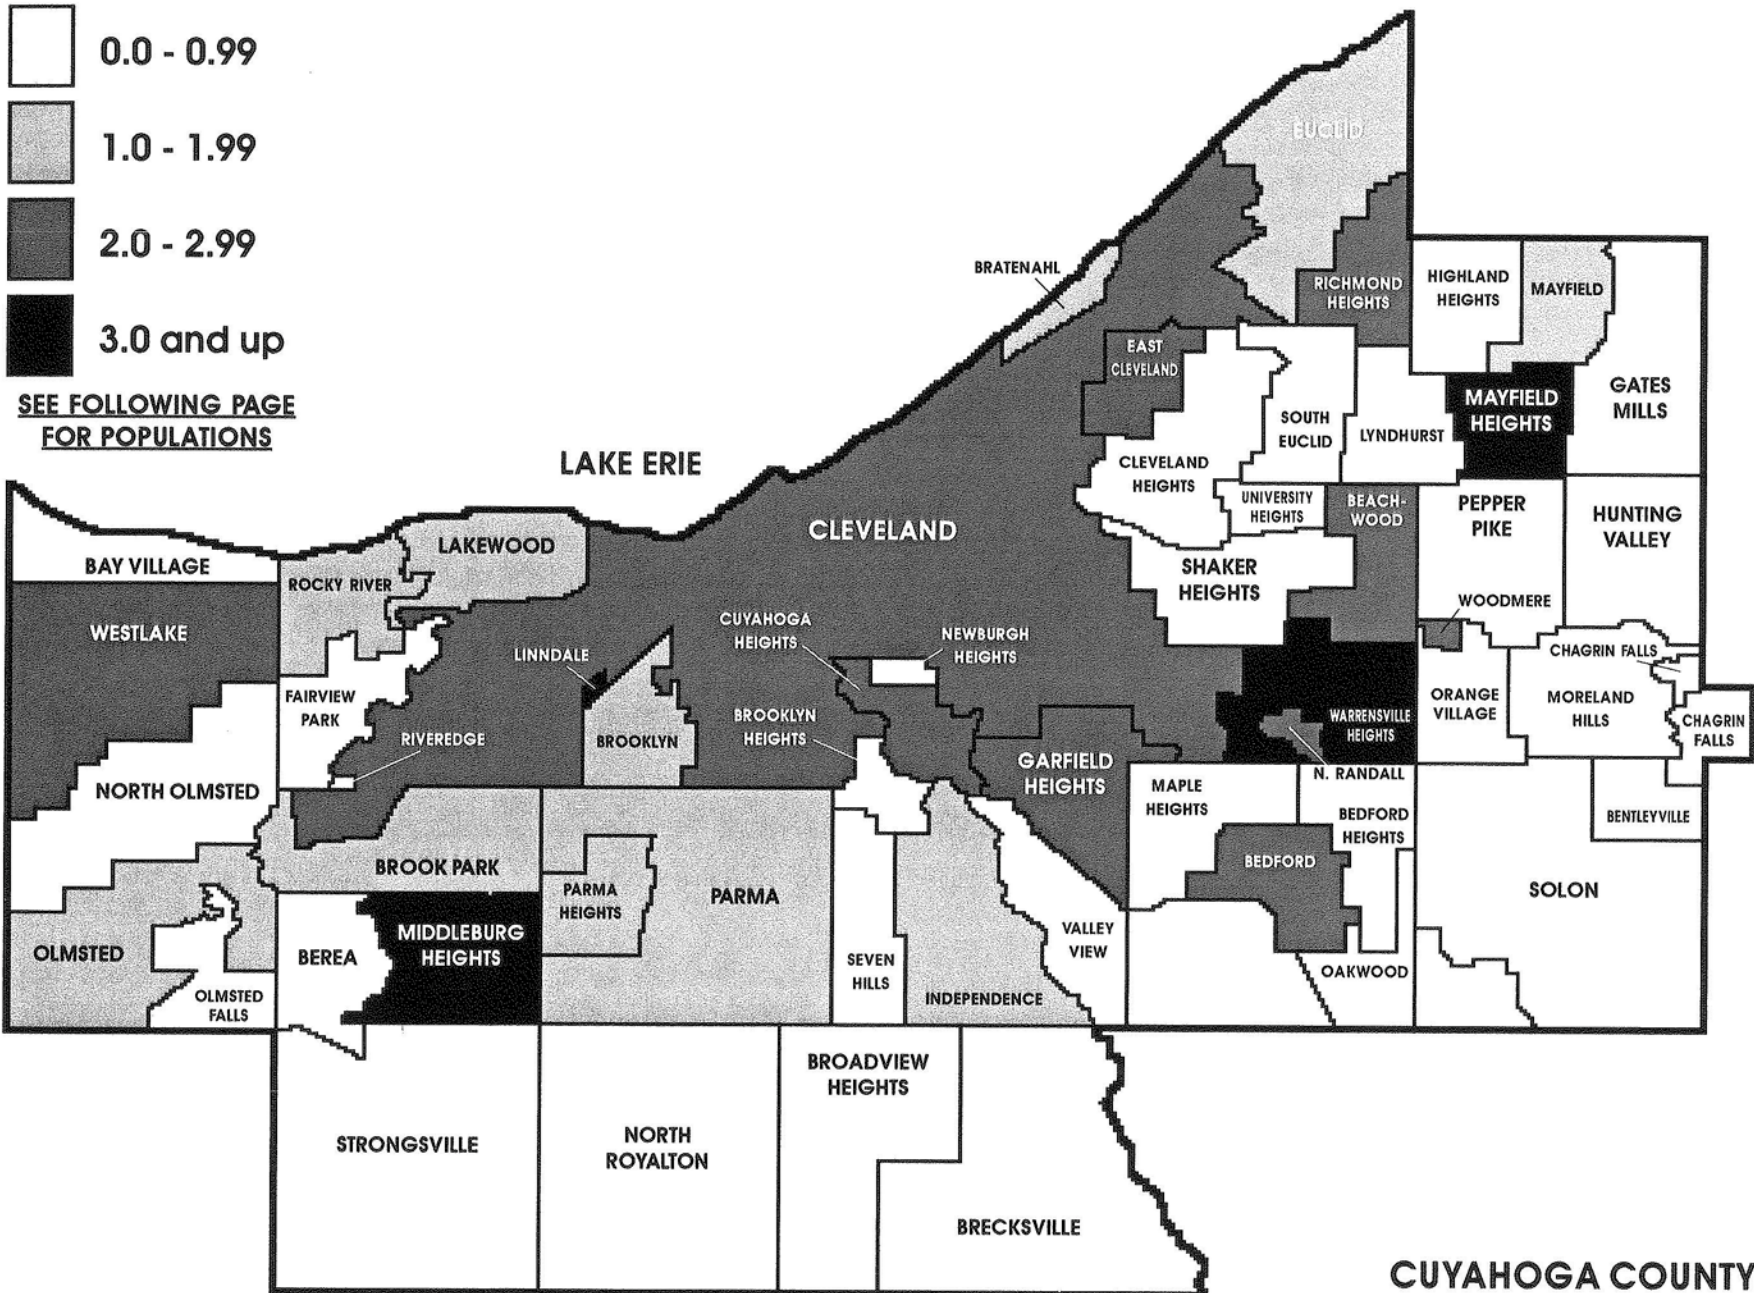 0.0 - 0.99
1.0 - 1.99
2.0 - 2.99
3.0 and up
SEE FOLLOWING PAGE
FOR POPULATIONS
LAKE ERIE
EUCLID
BRATENAHL
RICHMOND
HEIGHTS
HIGHLAND
HEIGHTS
MAYFIELD
EAST
CLEVELAND
GATES
MILLS
MAYFIELD
HEIGHTS
SOUTH
EUCLID
LYNDHURST
CLEVELAND
HEIGHTS
UNIVERSITY
HEIGHTS
BEACH-
WOOD
PEPPER
PIKE
HUNTING
VALLEY
CLEVELAND
LAKEWOOD
BAY VILLAGE
ROCKY RIVER
SHAKER
HEIGHTS
WOODMERE
WESTLAKE
CUYAHOGA
HEIGHTS
NEWBURGH
HEIGHTS
LINNDALE
CHAGRIN FALLS
FAIRVIEW
PARK
ORANGE
VILLAGE
MORELAND
HILLS
CHAGRIN
FALLS
RIVEREDGE
BROOKLYN
BROOKLYN
HEIGHTS
WARRENSVILLE
HEIGHTS
GARFIELD
HEIGHTS
N. RANDALL
NORTH OLMSTED
MAPLE
HEIGHTS
BEDFORD
HEIGHTS
BENTLEYVILLE
BROOK PARK
BEDFORD
PARMA
HEIGHTS
PARMA
SOLON
OLMSTED
BEREA
MIDDLEBURG
HEIGHTS
VALLEY
VIEW
SEVEN
HILLS
OAKWOOD
OLMSTED
FALLS
INDEPENDENCE
BROADVIEW
HEIGHTS
STRONGSVILLE
NORTH
ROYALTON
BRECKSVILLE
CUYAHOGA COUNTY